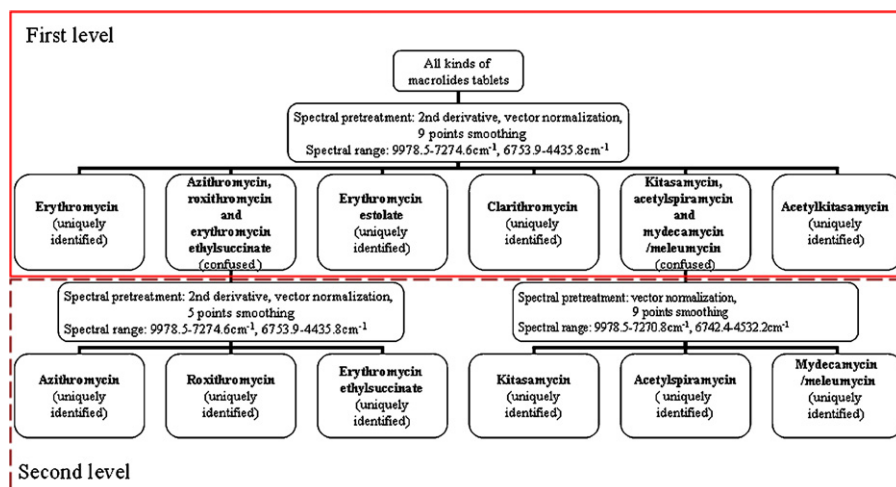 First level
All kinds of
macrolides tablets
Spectral pretreatment: 2nd derivative, vector normalization,
9 points smoothing
Spectral range: 9978.5-7274.6cm⁻¹, 6753.9-4435.8cm⁻¹
Erythromycin
(uniquely
identified)
Azithromycin,
roxithromycin
and
erythromycin
ethylsuccinate
(confused)
Erythromycin
estolate
(uniquely
identified)
Clarithromycin
(uniquely
identified)
Kitasamycin,
acetylspiramycin
and
mydecamycin
/meleumycin
(confused)
Acetylkitasamycin
(uniquely
identified)
Spectral pretreatment: 2nd derivative, vector normalization,
5 points smoothing
Spectral range: 9978.5-7274.6cm⁻¹, 6753.9-4435.8cm⁻¹
Spectral pretreatment: vector normalization,
9 points smoothing
Spectral range: 9978.5-7270.8cm⁻¹, 6742.4-4532.2cm⁻¹
Azithromycin
(uniquely
identified)
Roxithromycin
(uniquely
identified)
Erythromycin
ethylsuccinate
(uniquely
identified)
Kitasamycin
(uniquely
identified)
Acetylspiramycin
( uniquely
identified)
Mydecamycin
/meleumycin
(uniquely
identified)
Second level